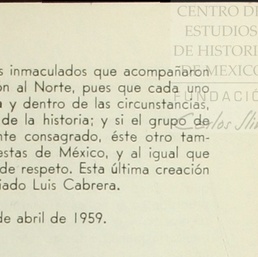 CENTRO DE
ESTUDIOS
DE HISTORIA
DE MEXICO
FUNDACIÓN
Carlos Slim
s inmaculados que acompañaron
ón al Norte, pues que cada uno
a y dentro de las circunstancias,
de la historia; y si el grupo de
nte consagrado, éste otro tam-
estas de México, y al igual que
de respeto. Esta última creación
iado Luis Cabrera.
de abril de 1959.